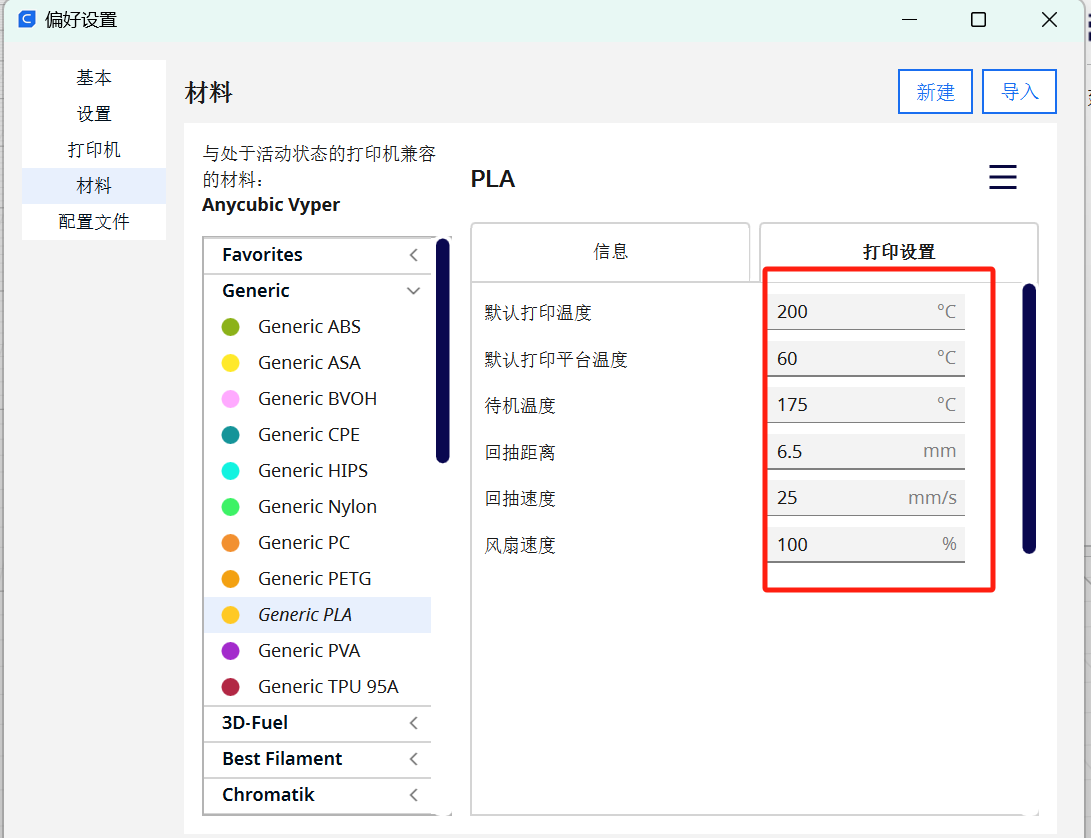 偏好设置
基本
设置
打印机
材料
配置文件
材料
新建
导入
与处于活动状态的打印机兼容
的材料：
Anycubic Vyper
Favorites
Generic
Generic ABS
Generic ASA
Generic BVOH
Generic CPE
Generic HIPS
Generic Nylon
Generic PC
Generic PETG
Generic PLA
Generic PVA
Generic TPU 95A
3D-Fuel
Best Filament
Chromatik
PLA
信息
打印设置
默认打印温度 200 °C
默认打印平台温度 60 °C
待机温度 175 °C
回抽距离 6.5 mm
回抽速度 25 mm/s
风扇速度 100 %